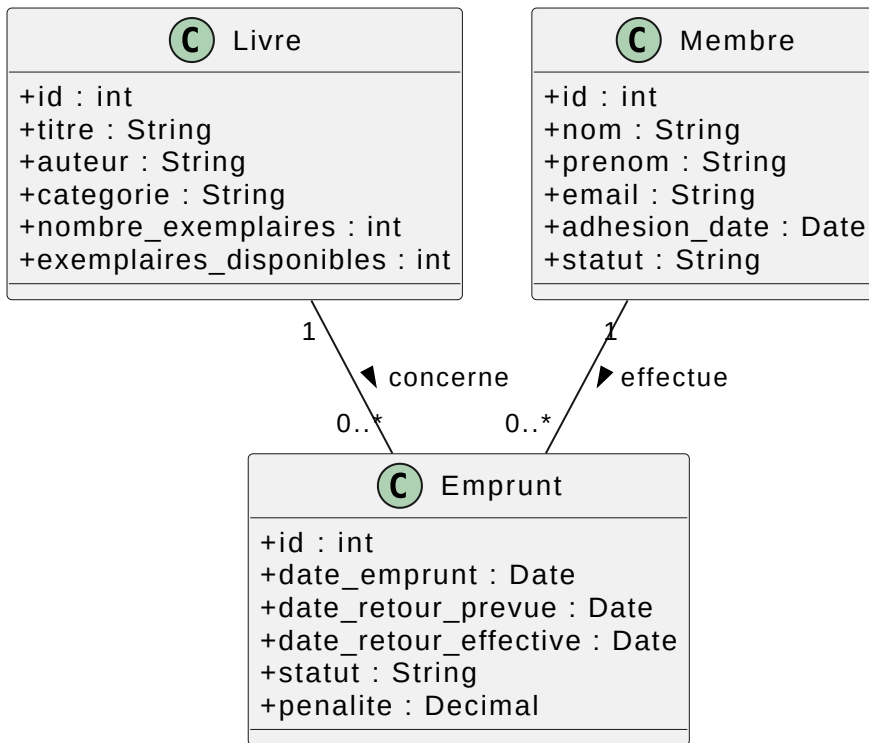 C Livre
+id : int
+titre : String
+auteur : String
+categorie : String
+nombre_exemplaires : int
+exemplaires_disponibles : int
C Membre
+id : int
+nom : String
+prenom : String
+email : String
+adhesion_date : Date
+statut : String
1
1
concerne
effectue
0..*
0..*
C Emprunt
+id : int
+date_emprunt : Date
+date_retour_prevue : Date
+date_retour_effective : Date
+statut : String
+penalite : Decimal